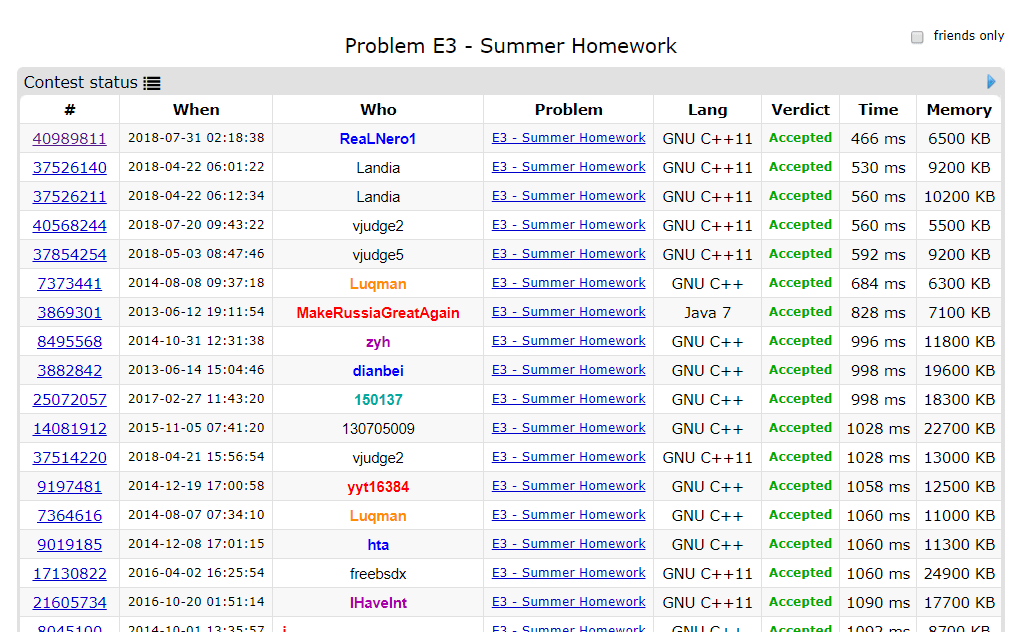 Problem E3 - Summer Homework
friends only
Contest status
# When Who Problem Lang Verdict Time Memory
40989811 2018-07-31 02:18:38 ReaLNero1 E3 - Summer Homework GNU C++11 Accepted 466 ms 6500 KB
37526140 2018-04-22 06:01:22 Landia E3 - Summer Homework GNU C++11 Accepted 530 ms 9200 KB
37526211 2018-04-22 06:12:34 Landia E3 - Summer Homework GNU C++11 Accepted 560 ms 10200 KB
40568244 2018-07-20 09:43:22 vjudge2 E3 - Summer Homework GNU C++11 Accepted 560 ms 5500 KB
37854254 2018-05-03 08:47:46 vjudge5 E3 - Summer Homework GNU C++11 Accepted 592 ms 9200 KB
7373441 2014-08-08 09:37:18 Luqman E3 - Summer Homework GNU C++ Accepted 684 ms 6300 KB
3869301 2013-06-12 19:11:54 MakeRussiaGreatAgain E3 - Summer Homework Java 7 Accepted 828 ms 7100 KB
8495568 2014-10-31 12:31:38 zyh E3 - Summer Homework GNU C++ Accepted 996 ms 11800 KB
3882842 2013-06-14 15:04:46 dianbei E3 - Summer Homework GNU C++ Accepted 998 ms 19600 KB
25072057 2017-02-27 11:43:20 150137 E3 - Summer Homework GNU C++ Accepted 998 ms 18300 KB
14081912 2015-11-05 07:41:20 130705009 E3 - Summer Homework GNU C++ Accepted 1028 ms 22700 KB
37514220 2018-04-21 15:56:54 vjudge2 E3 - Summer Homework GNU C++11 Accepted 1028 ms 13000 KB
9197481 2014-12-19 17:00:58 yyt16384 E3 - Summer Homework GNU C++ Accepted 1058 ms 12500 KB
7364616 2014-08-07 07:34:10 Luqman E3 - Summer Homework GNU C++ Accepted 1060 ms 11000 KB
9019185 2014-12-08 17:01:15 hta E3 - Summer Homework GNU C++ Accepted 1060 ms 11300 KB
17130822 2016-04-02 16:25:54 freebsdx E3 - Summer Homework GNU C++11 Accepted 1060 ms 24900 KB
21605734 2016-10-20 01:51:14 IHaveInt E3 - Summer Homework GNU C++11 Accepted 1090 ms 17700 KB
8045100 2014-10-01 13:35:57 E3 - Summer Homework GNU C++ Accepted 1092 ms 8700 KB